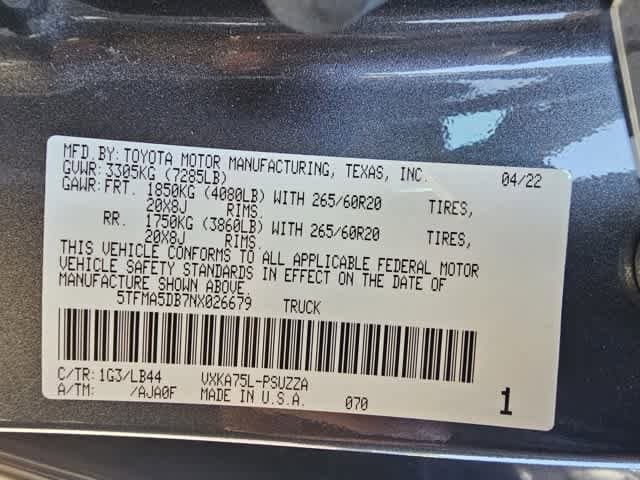 MFD.BY: TOYOTA MOTOR MANUFACTURING, TEXAS, INC. 04/22
GVWR: 3305KG (7285LB)
GAWR: FRT. 1850KG (4080LB) WITH 265/60R20 TIRES,
20X8J RIMS.
RR. 1750KG (3860LB) WITH 265/60R20 TIRES,
20X8J RIMS.
THIS VEHICLE CONFORMS TO ALL APPLICABLE FEDERAL MOTOR
VEHICLE SAFETY STANDARDS IN EFFECT ON THE DATE OF
MANUFACTURE SHOWN ABOVE.
5TFMA5DB7NX026679 TRUCK
C/TR: 1G3/LB44 VXKA75L-PSUZZA
A/TM: /AJA0F MADE IN U.S.A. 070 1